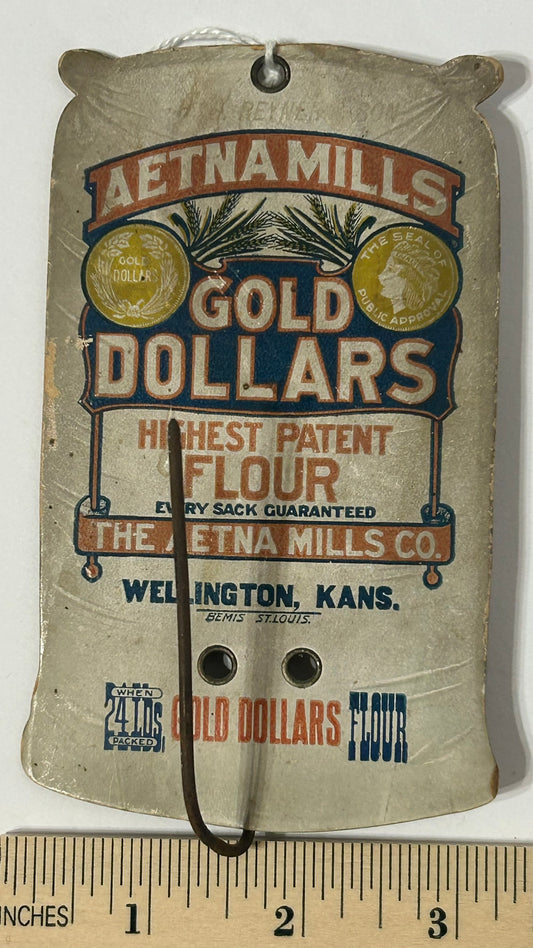 AETNA MILLS
GOLD DOLLARS
THE SEAL OF PUBLIC APPROVAL
GOLD
DOLLARS
HIGHEST PATENT
FLOUR
EVERY SACK GUARANTEED
THE AETNA MILLS CO.
WELLINGTON, KANS.
BEMIS ST. LOUIS.
WHEN
24 LBS.
PACKED
GOLD DOLLARS
FLOUR
INCHES
1
2
3